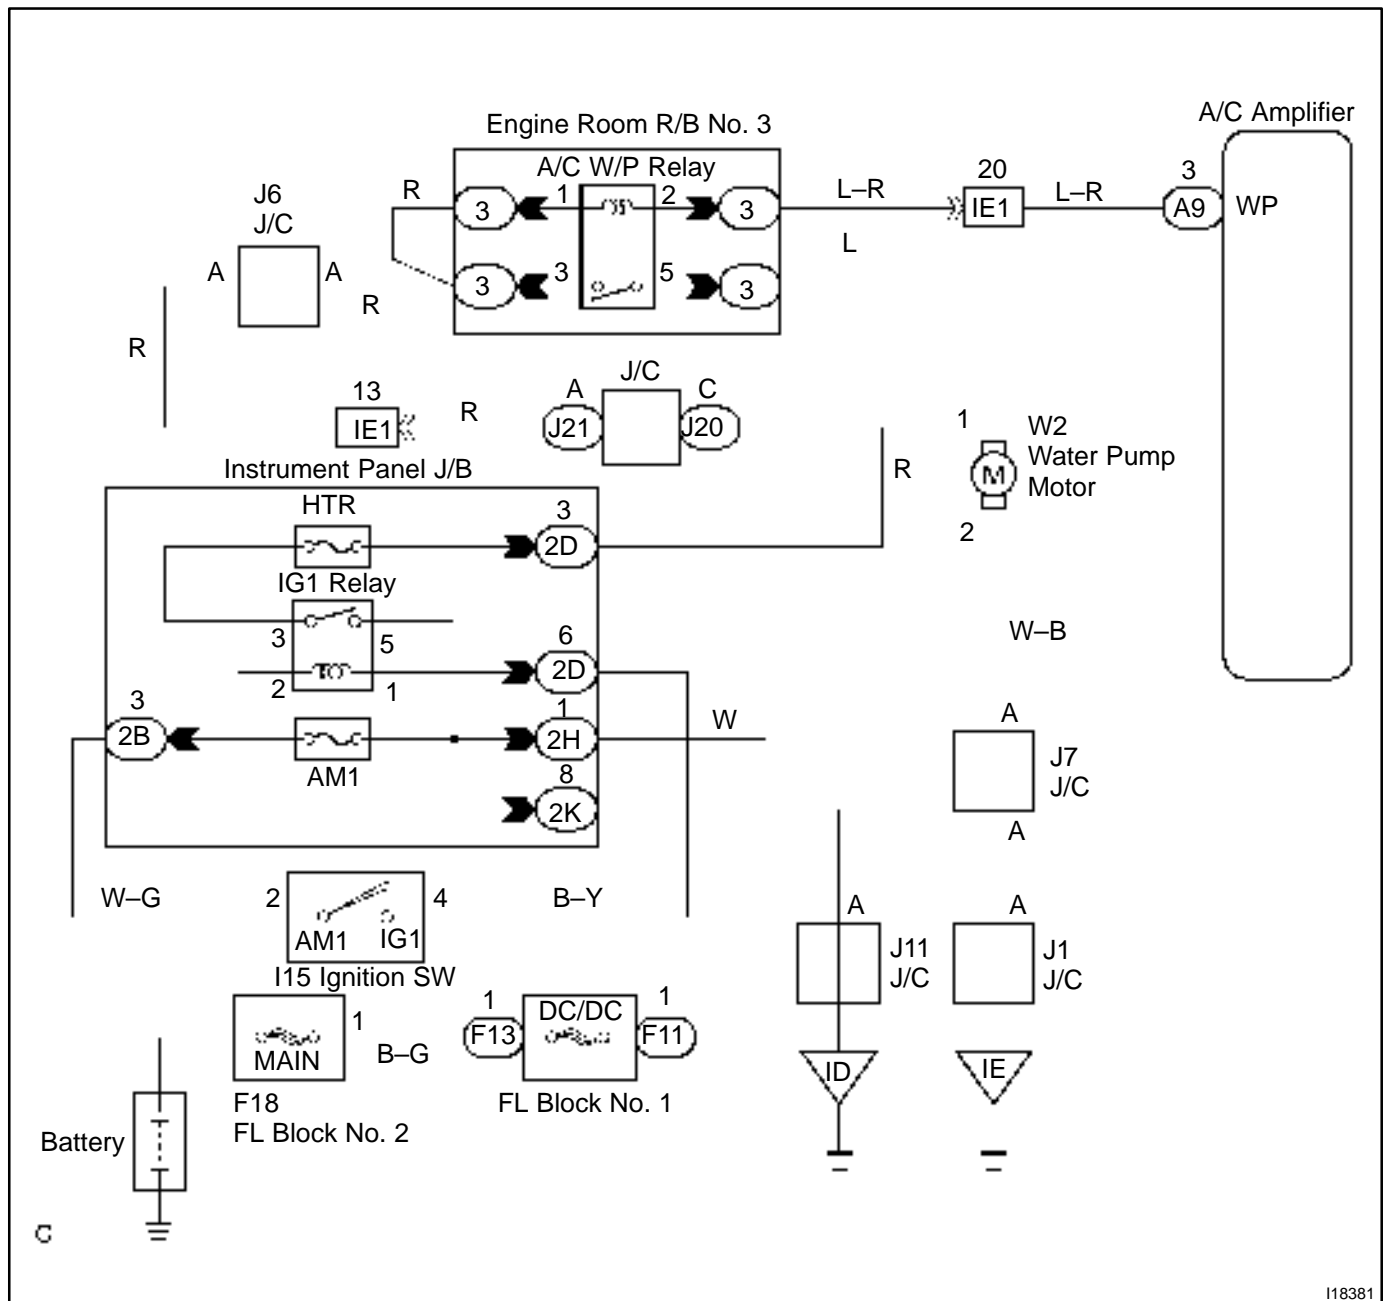 A/C Amplifier
Engine Room R/B No. 3
A/C W/P Relay
J6
J/C
R
3
1
2
3
L–R
20
IE1
L–R
3
A9
WP
A
A
R
3
3
5
3
L
R
13
IE1
R
J/C
A
C
J21
J20
R
1
W2
Water Pump
Motor
M
2
Instrument Panel J/B
HTR
3
2D
IG1 Relay
3
5
6
2D
2
1
W–B
3
2B
AM1
1
2H
W
8
2K
A
J7
J/C
A
W–G
2
4
AM1
IG1
I15 Ignition SW
B–Y
A
J11
J/C
A
J1
J/C
MAIN
1
B–G
F18
FL Block No. 2
1
F13
DC/DC
1
F11
FL Block No. 1
ID
IE
Battery
C
I18381